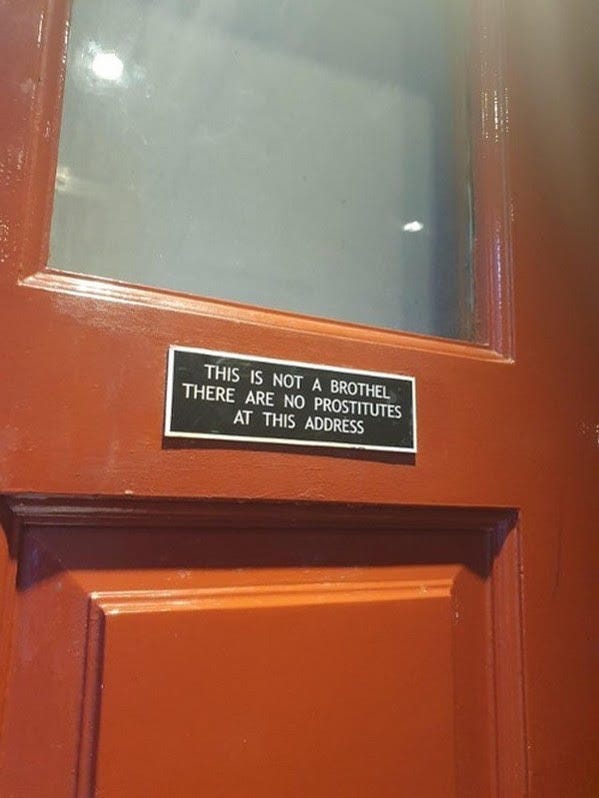 THIS IS NOT A BROTHEL
THERE ARE NO PROSTITUTES
AT THIS ADDRESS